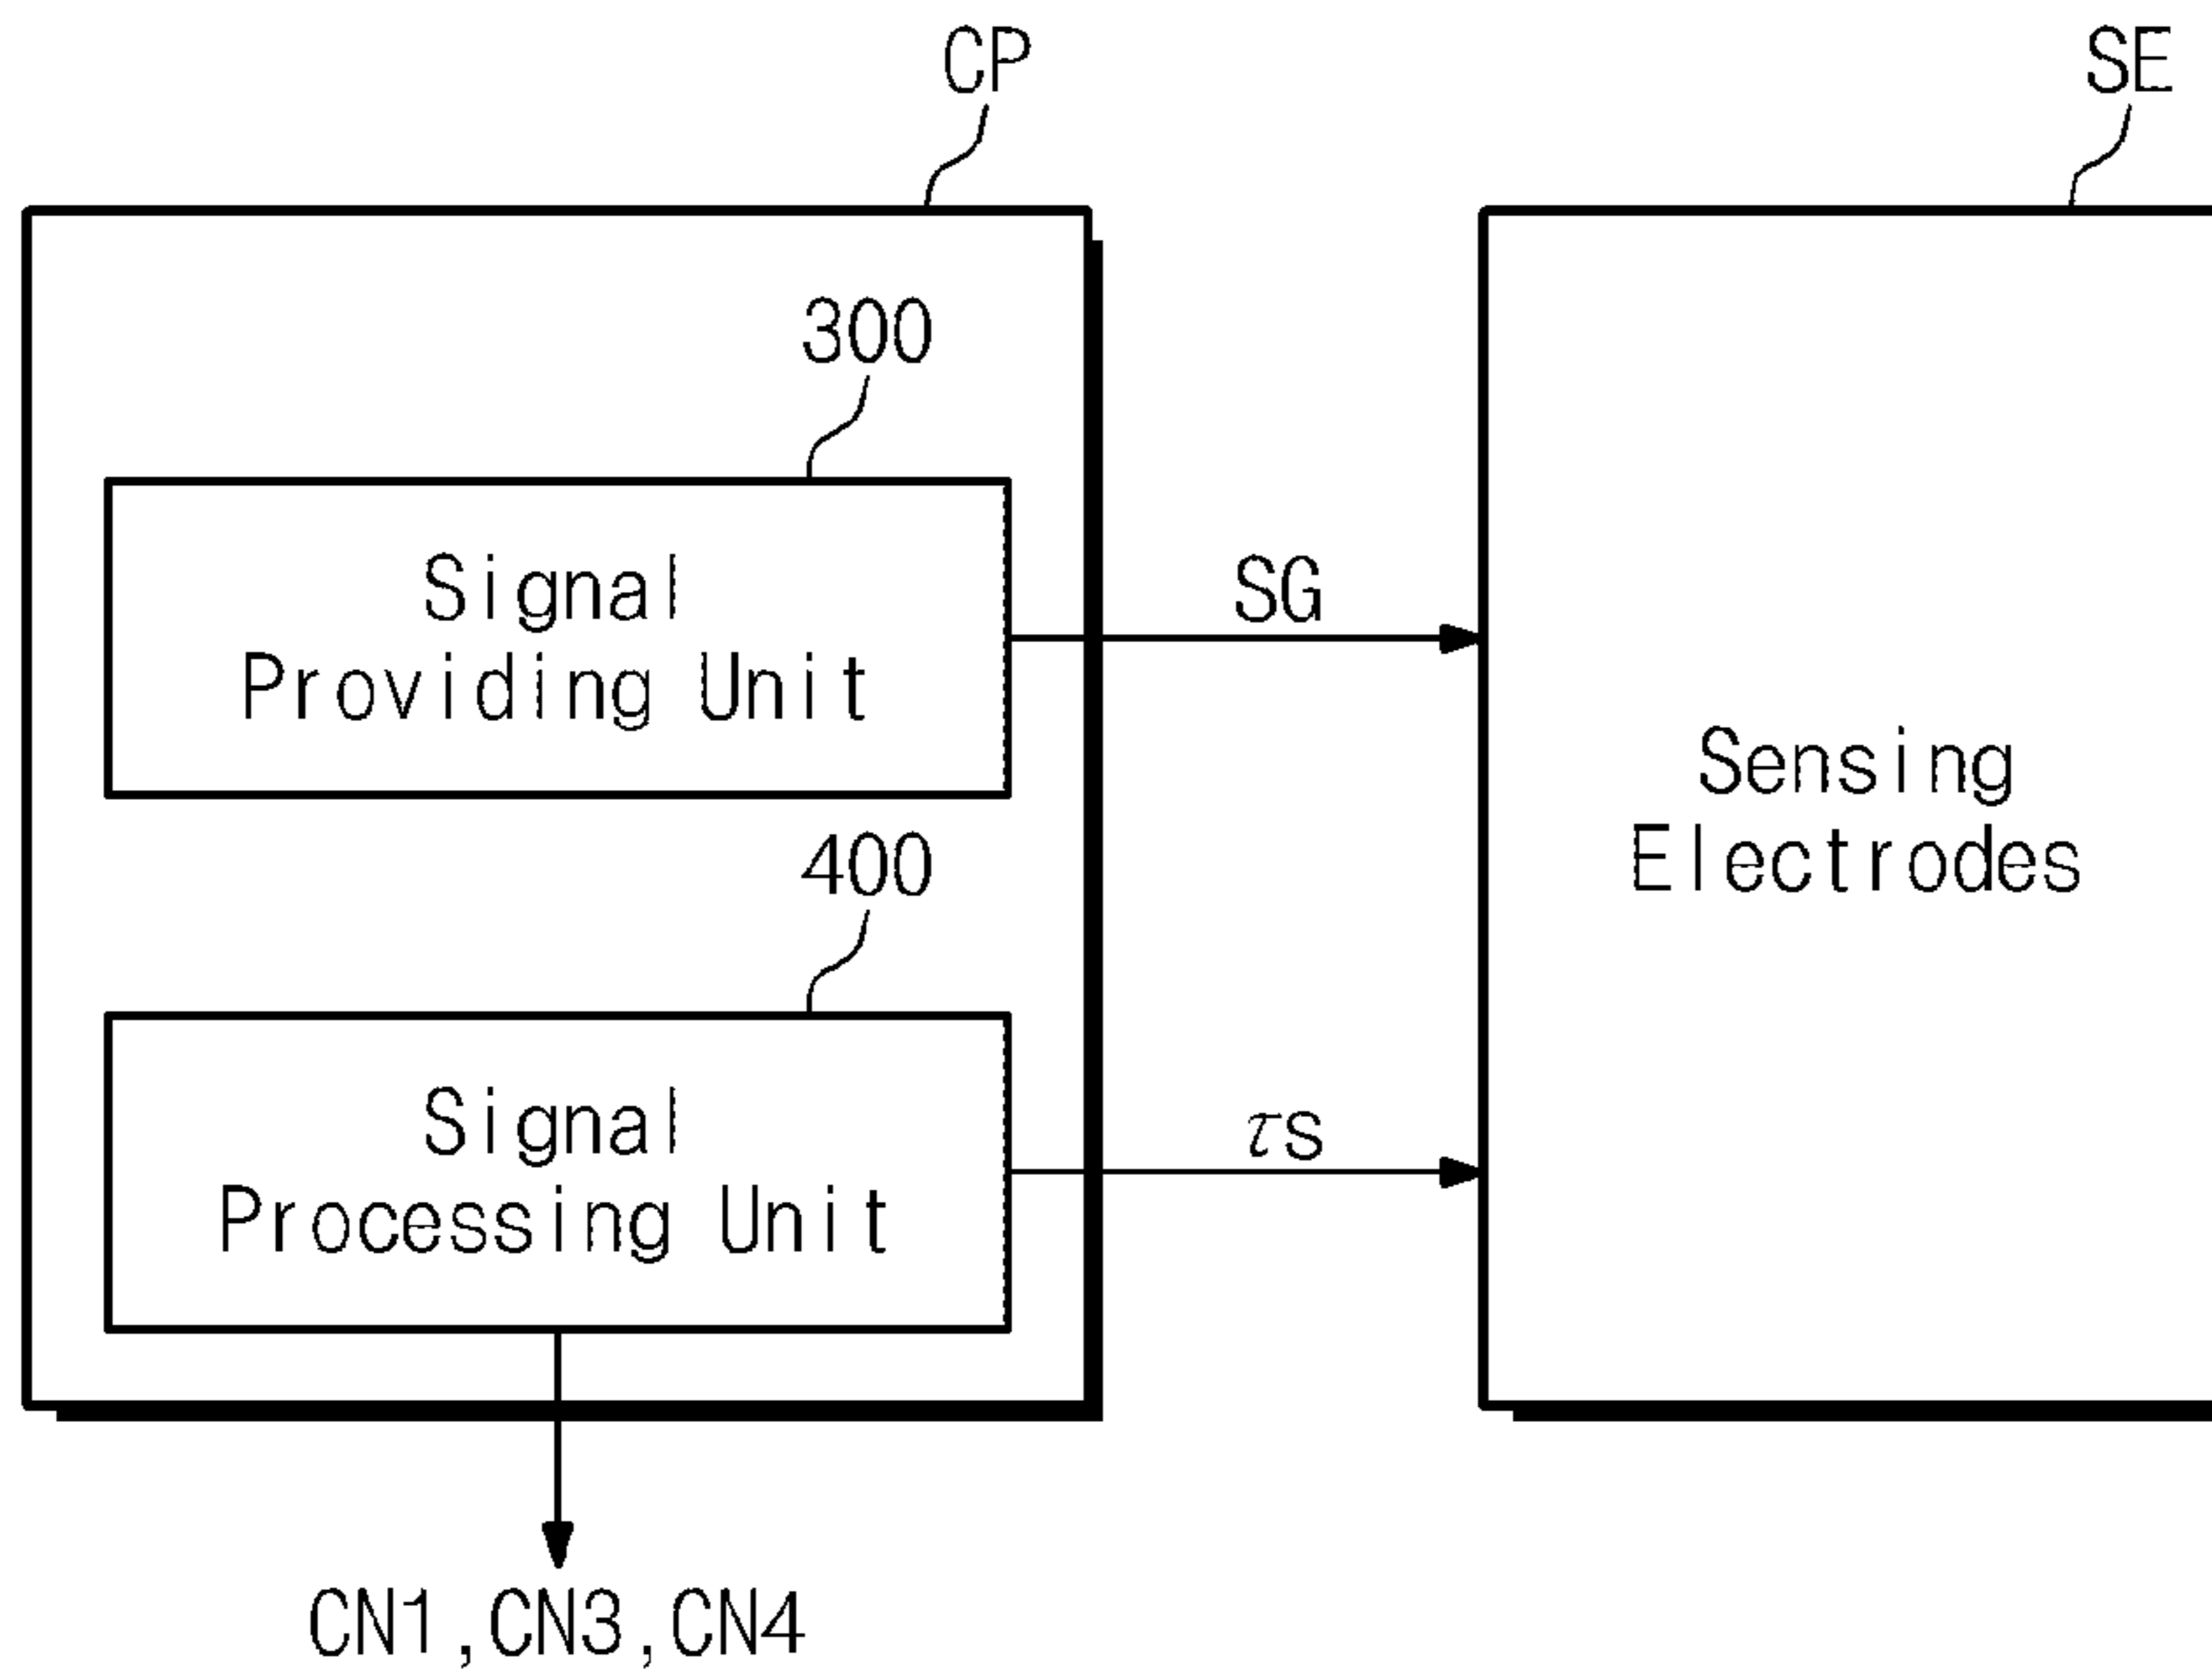 CP
SE
300
Signal
Providing Unit
SG
Sensing
Electrodes
400
Signal
Processing Unit
τs
CN1,CN3,CN4